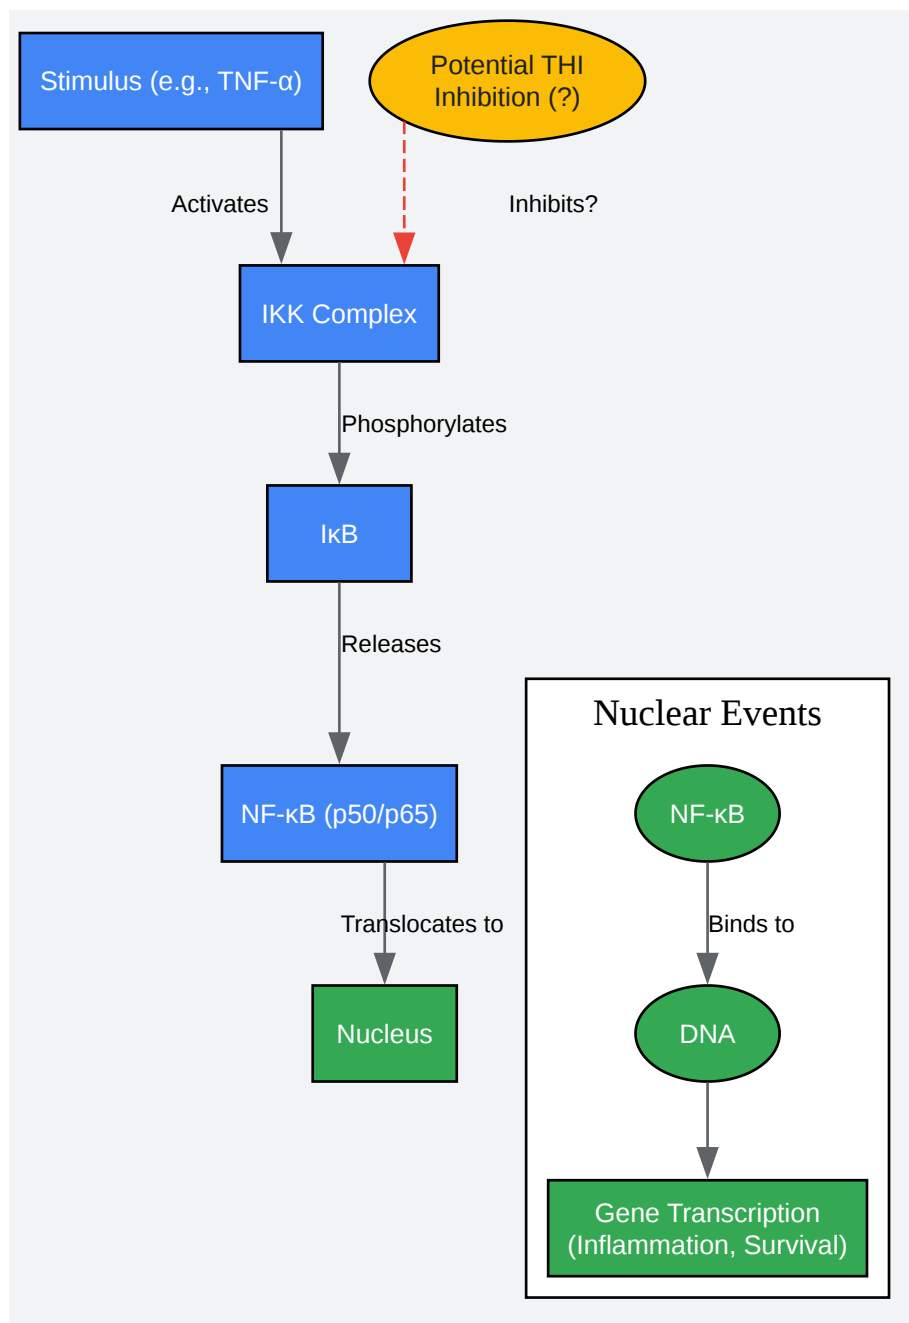 Stimulus (e.g., TNF-α)
Potential THI
Inhibition (?)
Activates
Inhibits?
IKK Complex
Phosphorylates
IκB
Releases
NF-κB (p50/p65)
Translocates to
Nucleus
Nuclear Events
NF-κB
Binds to
DNA
Gene Transcription
(Inflammation, Survival)